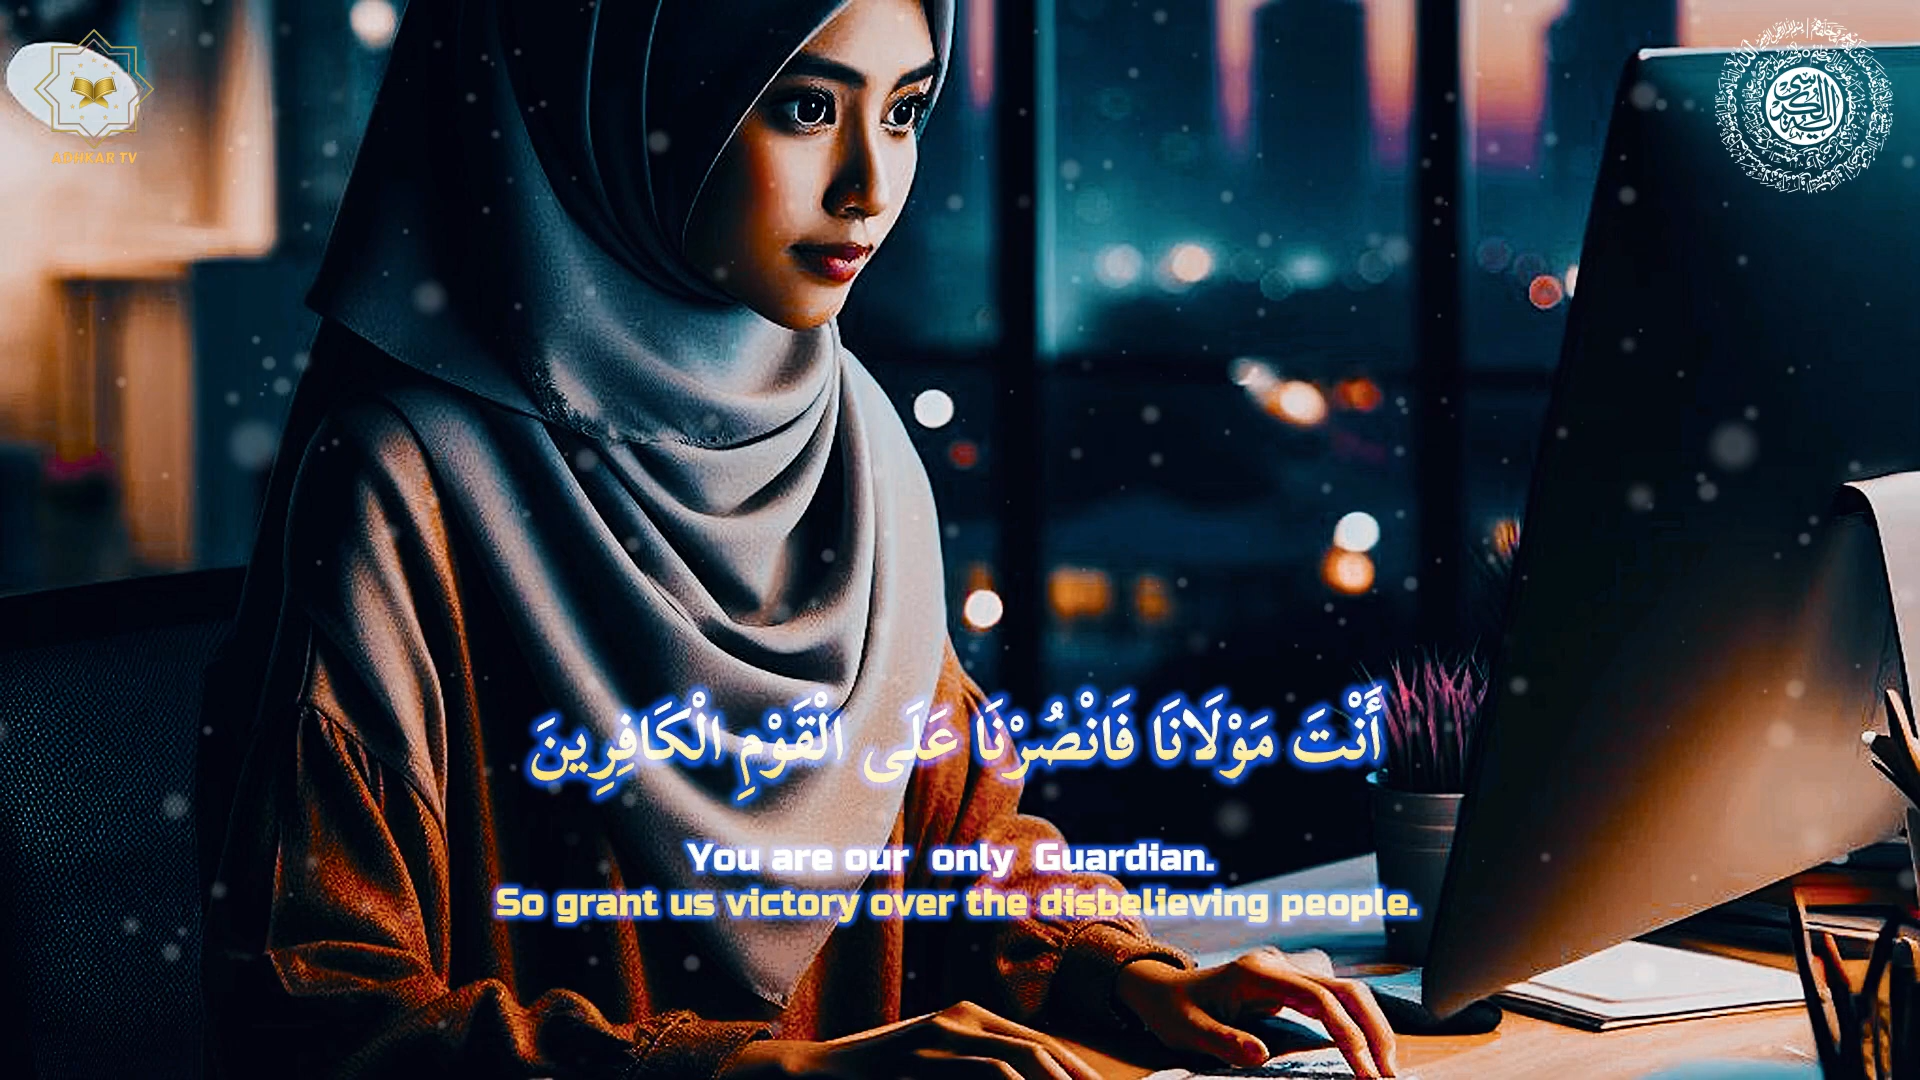 ADHKAR TV
أَنْتَ مَوْلَانَا فَانْصُرْنَا عَلَى الْقَوْمِ الْكَافِرِينَ
You are our only Guardian.
So grant us victory over the disbelieving people.